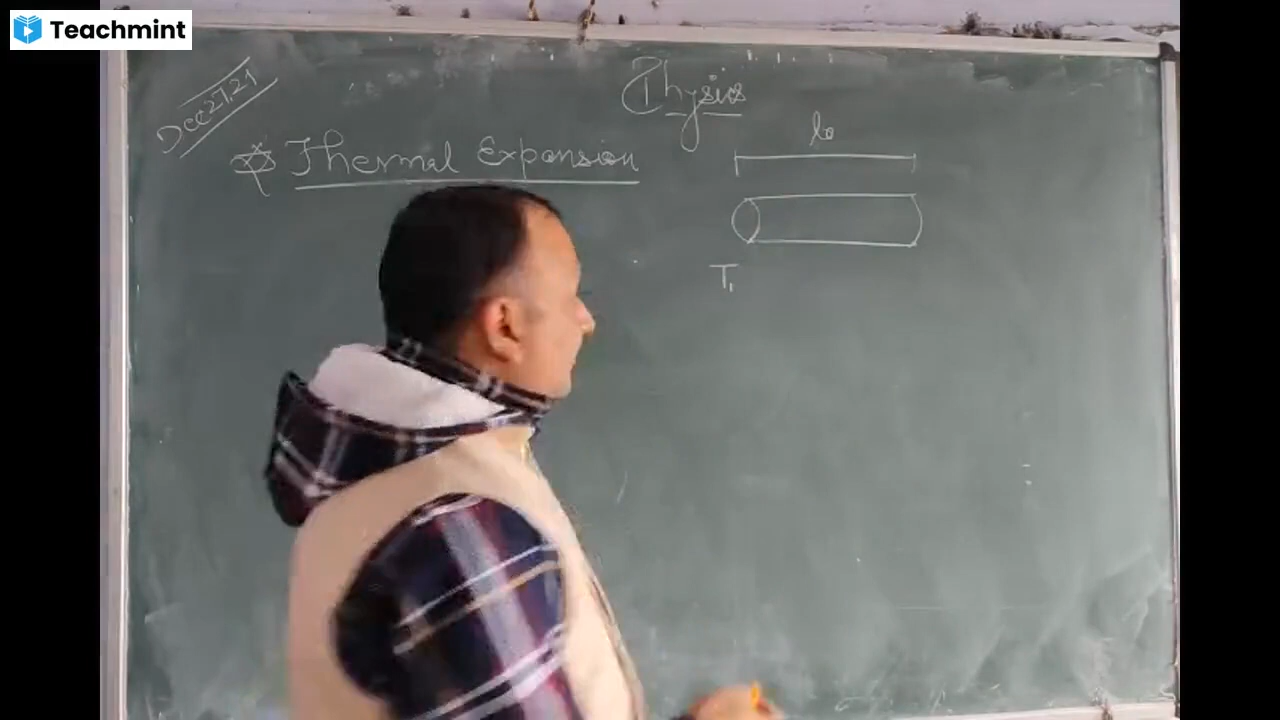 Teachmint
Dec 27, 21
Physics
Thermal Expansion
l₀
T₁